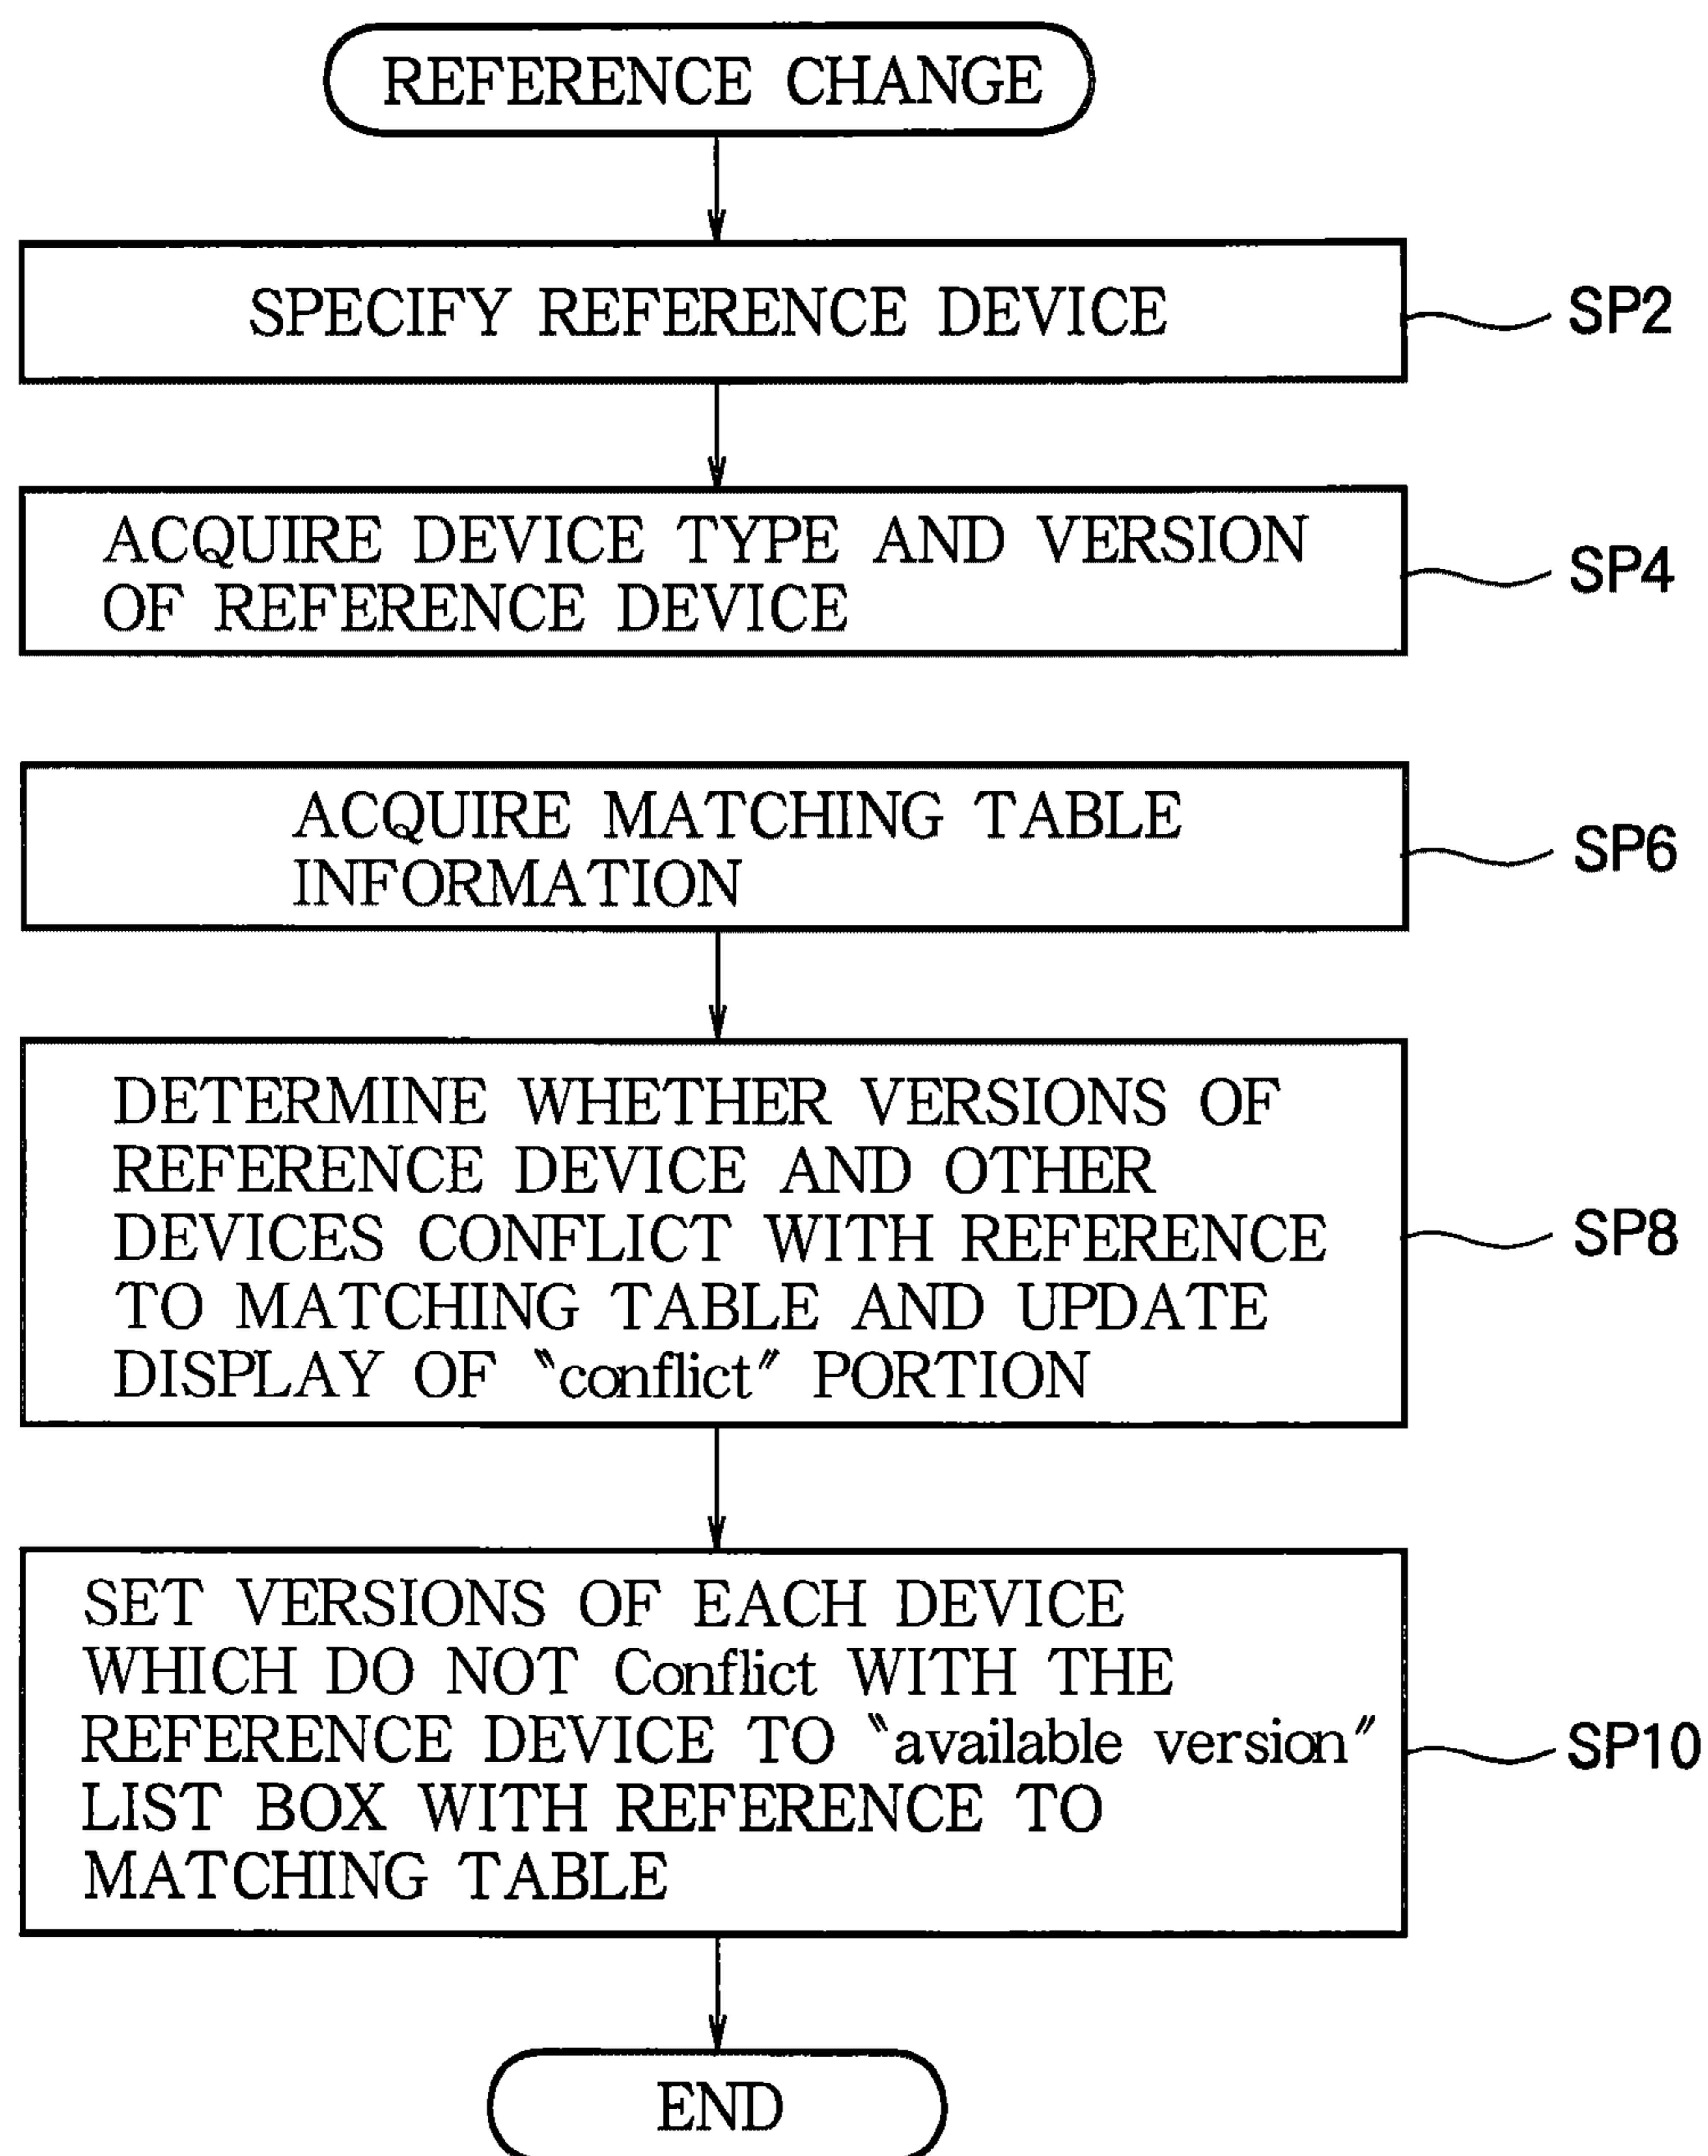 REFERENCE CHANGE
SPECIFY REFERENCE DEVICE
SP2
ACQUIRE DEVICE TYPE AND VERSION
OF REFERENCE DEVICE
SP4
ACQUIRE MATCHING TABLE
INFORMATION
SP6
DETERMINE WHETHER VERSIONS OF
REFERENCE DEVICE AND OTHER
DEVICES CONFLICT WITH REFERENCE
TO MATCHING TABLE AND UPDATE
DISPLAY OF "conflict" PORTION
SP8
SET VERSIONS OF EACH DEVICE
WHICH DO NOT Conflict WITH THE
REFERENCE DEVICE TO "available version"
LIST BOX WITH REFERENCE TO
MATCHING TABLE
SP10
END